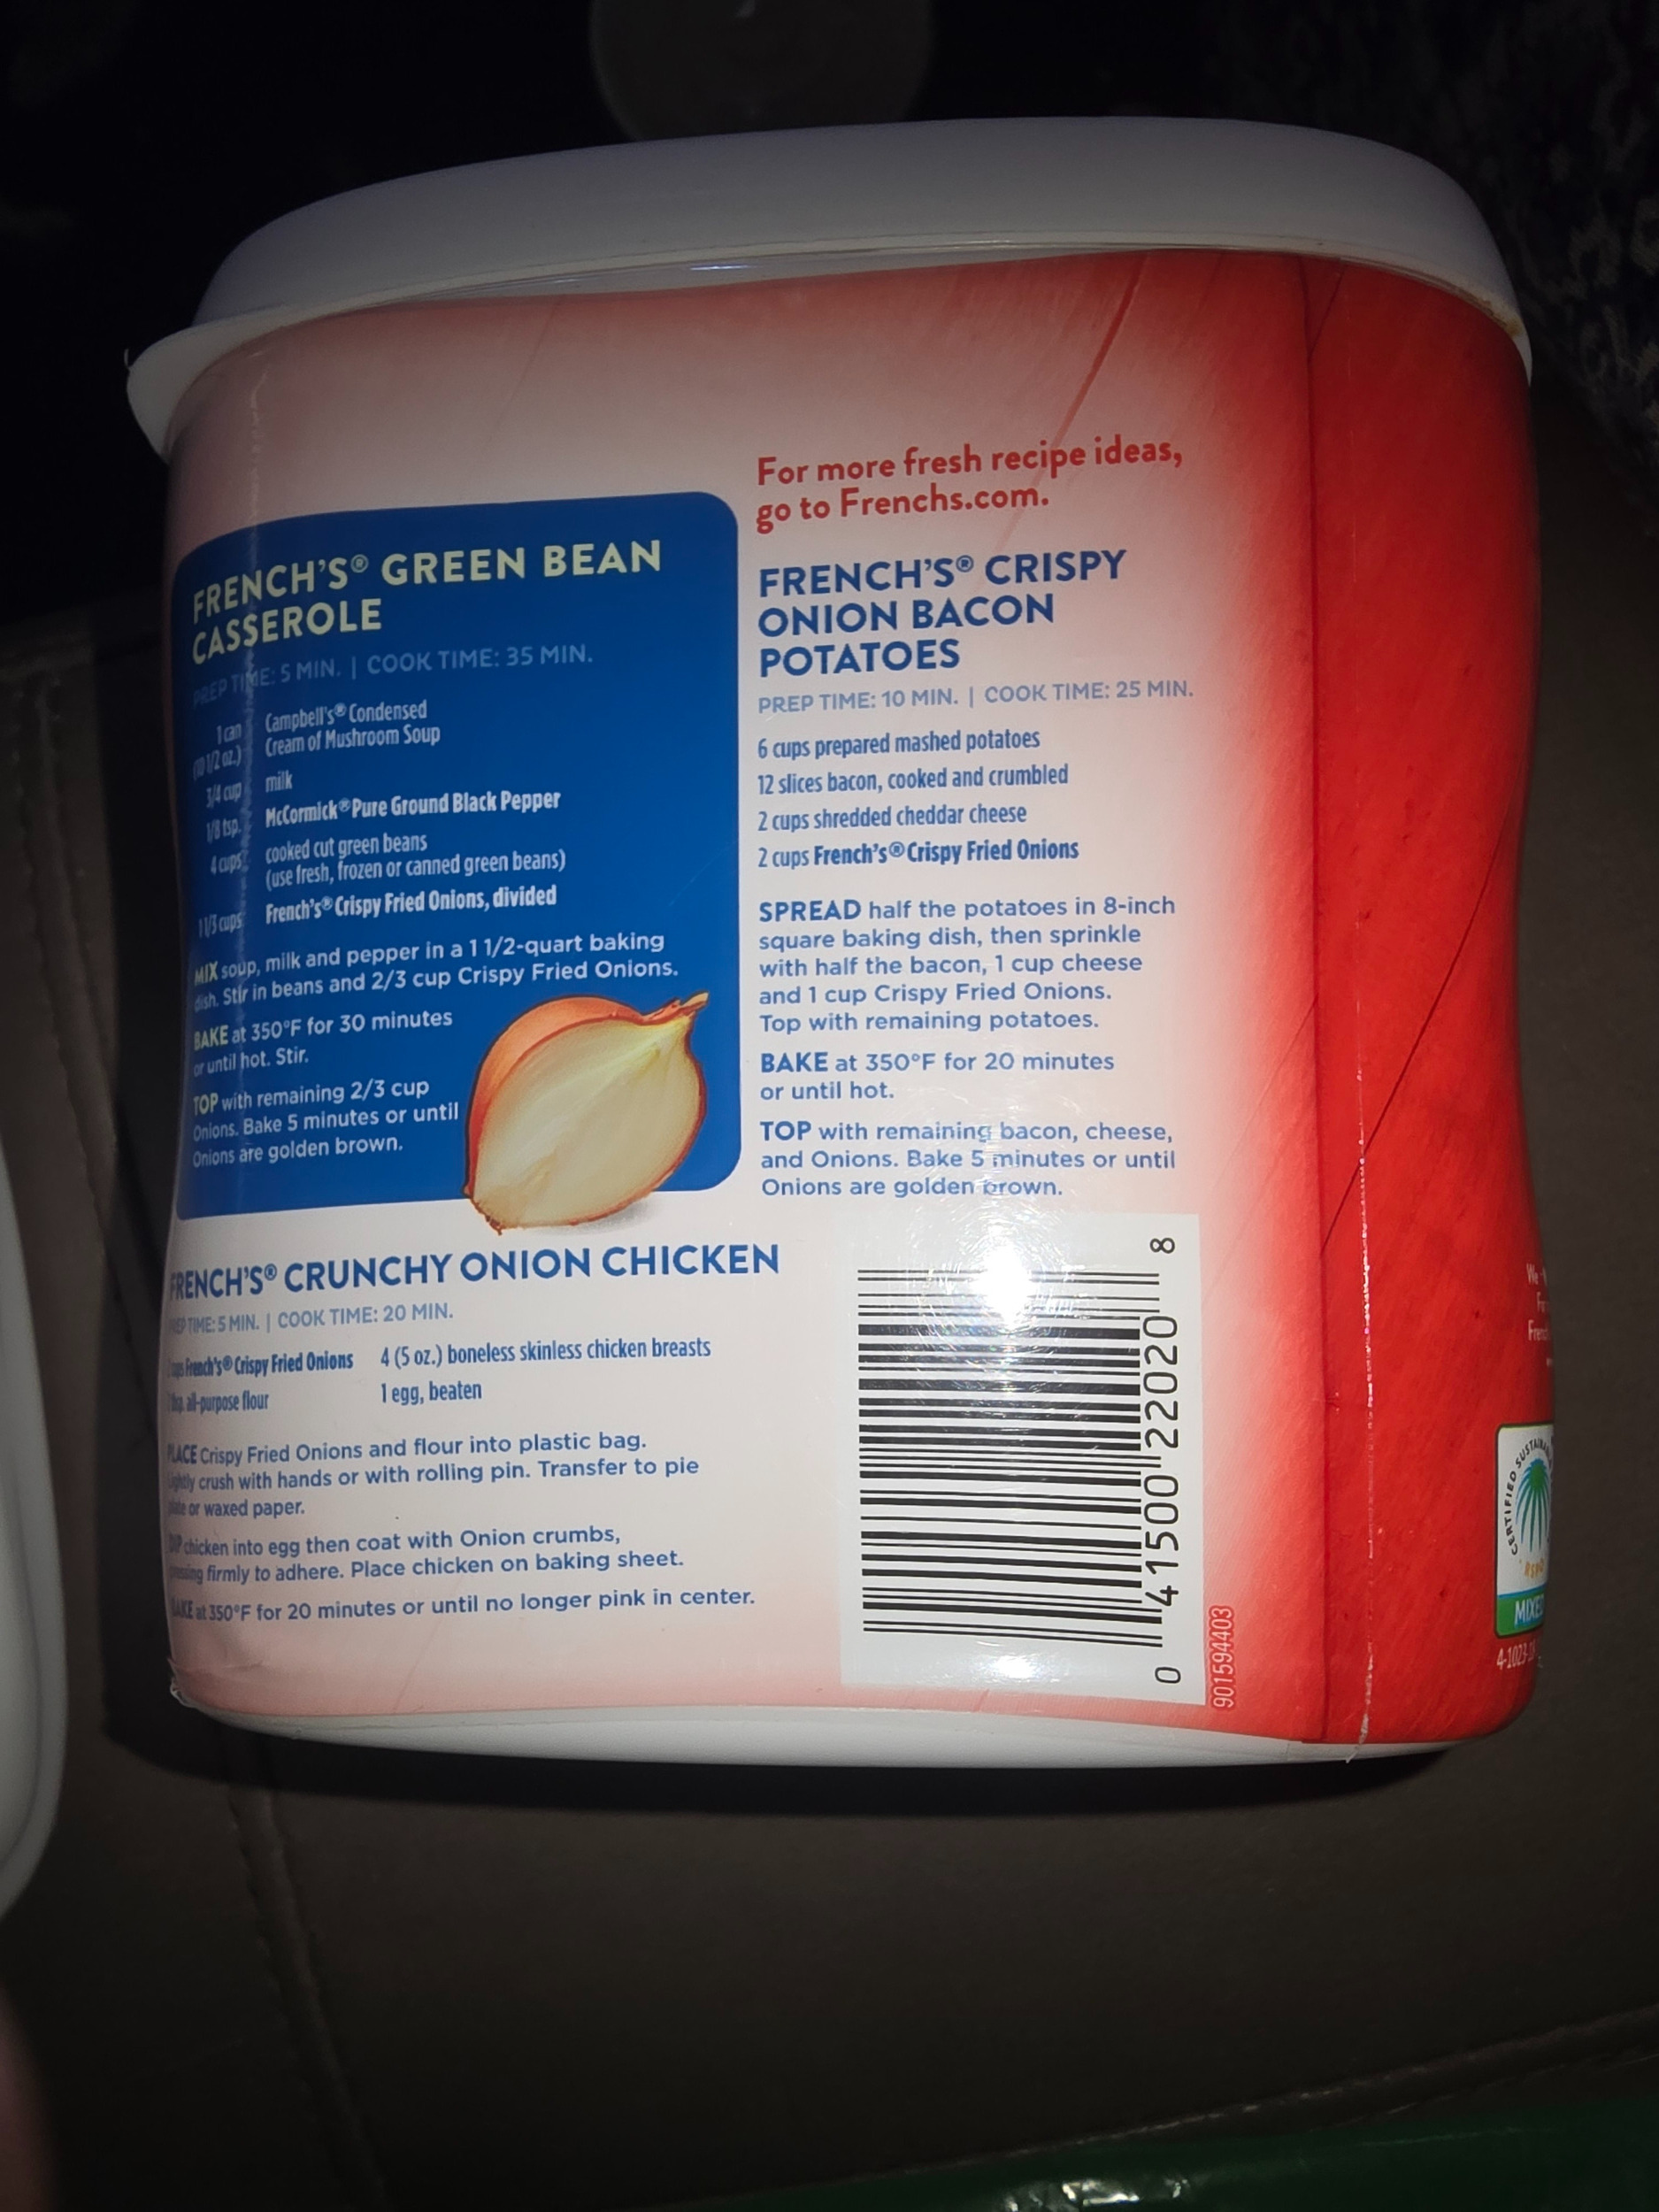 FRENCH'S® GREEN BEAN
CASSEROLE
PREP TIME: 5 MIN. | COOK TIME: 35 MIN.
1 can Campbell's® Condensed
(10 1/2 oz.) Cream of Mushroom Soup
3/4 cup milk
1/8 tsp. McCormick® Pure Ground Black Pepper
4 cups cooked cut green beans
(use fresh, frozen or canned green beans)
1 1/3 cups French's® Crispy Fried Onions, divided
MIX soup, milk and pepper in a 1 1/2-quart baking
dish. Stir in beans and 2/3 cup Crispy Fried Onions.
BAKE at 350°F for 30 minutes
or until hot. Stir.
TOP with remaining 2/3 cup
Onions. Bake 5 minutes or until
Onions are golden brown.
For more fresh recipe ideas,
go to Frenchs.com.
FRENCH'S® CRISPY
ONION BACON
POTATOES
PREP TIME: 10 MIN. | COOK TIME: 25 MIN.
6 cups prepared mashed potatoes
12 slices bacon, cooked and crumbled
2 cups shredded cheddar cheese
2 cups French's® Crispy Fried Onions
SPREAD half the potatoes in 8-inch
square baking dish, then sprinkle
with half the bacon, 1 cup cheese
and 1 cup Crispy Fried Onions.
Top with remaining potatoes.
BAKE at 350°F for 20 minutes
or until hot.
TOP with remaining bacon, cheese,
and Onions. Bake 5 minutes or until
Onions are golden brown.
FRENCH'S® CRUNCHY ONION CHICKEN
PREP TIME: 5 MIN. | COOK TIME: 20 MIN.
French's® Crispy Fried Onions 4 (5 oz.) boneless skinless chicken breasts
all-purpose flour 1 egg, beaten
PLACE Crispy Fried Onions and flour into plastic bag.
Lightly crush with hands or with rolling pin. Transfer to pie
plate or waxed paper.
DIP chicken into egg then coat with Onion crumbs,
pressing firmly to adhere. Place chicken on baking sheet.
BAKE at 350°F for 20 minutes or until no longer pink in center.
0 41500 22020 8
901594403
We
CERTIFIED SUSTAINABLE
RSPO
MIXED